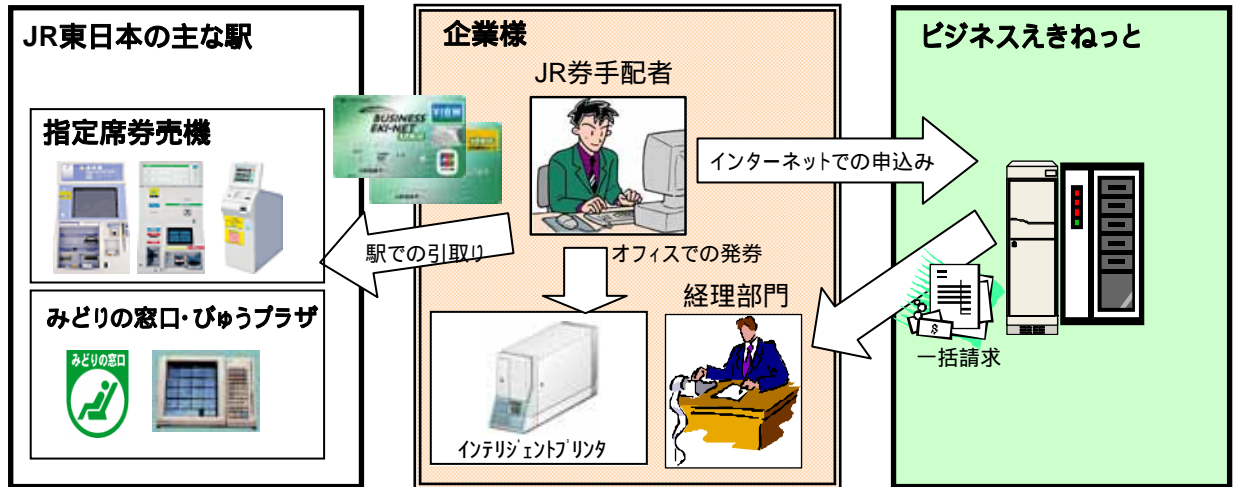 JR東日本の主な駅
指定席券売機
みどりの窓口・びゅうプラザ
みどりの窓口
BUSINESS
EKI-NET
VIEW
JCB
駅での引取り
企業様
JR券手配者
インターネットでの申込み
オフィスでの発券
経理部門
インテリジェントプリンタ
ビジネスえきねっと
$
一括請求